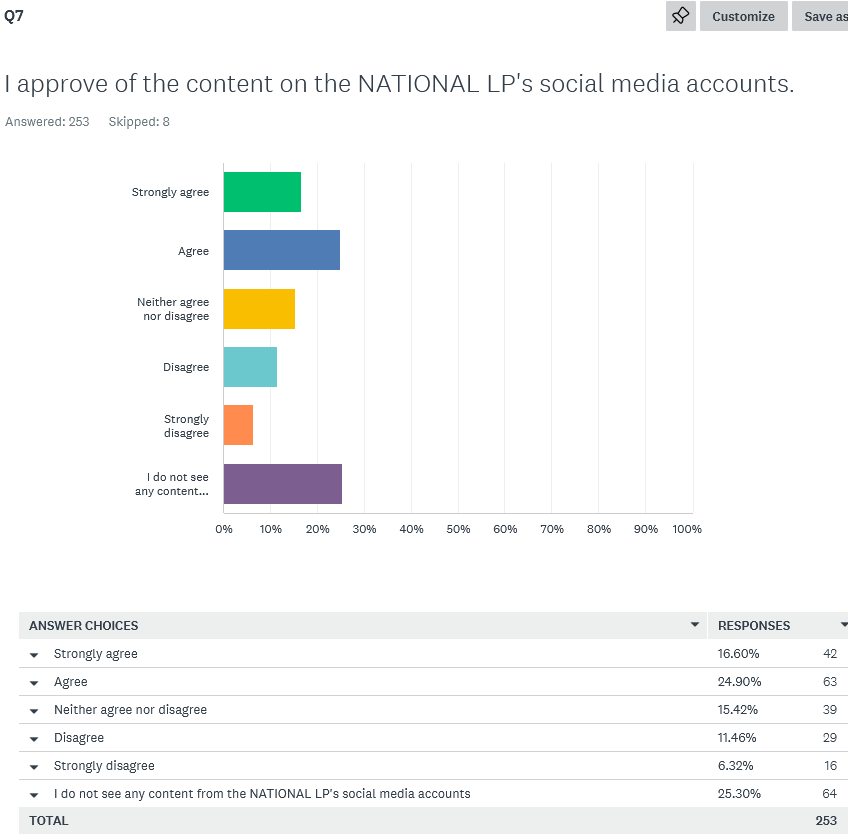 Q7
Customize
Save as
I approve of the content on the NATIONAL LP's social media accounts.
Answered: 253 Skipped: 8
Strongly agree
Agree
Neither agree
nor disagree
Disagree
Strongly
disagree
I do not see
any content...
0% 10% 20% 30% 40% 50% 60% 70% 80% 90% 100%
ANSWER CHOICES RESPONSES
Strongly agree 16.60% 42
Agree 24.90% 63
Neither agree nor disagree 15.42% 39
Disagree 11.46% 29
Strongly disagree 6.32% 16
I do not see any content from the NATIONAL LP's social media accounts 25.30% 64
TOTAL 253